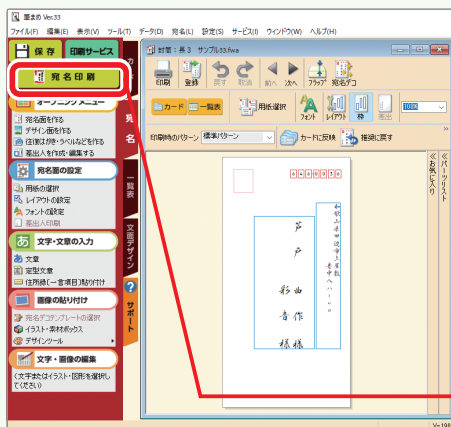 筆まめ Ver.33
ファイル(F) 編集(E) 表示(V) ツール(T) データ(D) 宛名(L) 設定(S) サービス(I) ウィンドウ(W) ヘルプ(H)
保存 印刷サービス
宛名印刷
オープニングメニュー
宛名面を作る
デザイン面を作る
往復はがき・ラベルなどを作る
差出人を作成・編集する
宛名面の設定
用紙の選択
レイアウトの設定
フォントの設定
差出人印刷
文字・文章の入力
文章
定型文章
住所録(一言項目)貼り付け
画像の貼り付け
宛名デコテンプレートの選択
イラスト・素材ボックス
デザインツール
文字・画像の編集
(文字またはイラスト・図形を選択し
てください)
カ
宛
名
一覧表
文面デザイン
サポート
封筒:長3 サンプル33.fwa
印刷 登録 戻す 取消 前へ 次へ フラップ 宛名デコ
カード 一覧表 用紙選択 フォント レイアウト 枠 差出 100%
印刷時のパターン 標準パターン カードに反映 推奨に戻す
芦戸 彩曲 様
音作 様
《パーツリスト
《お気に入り